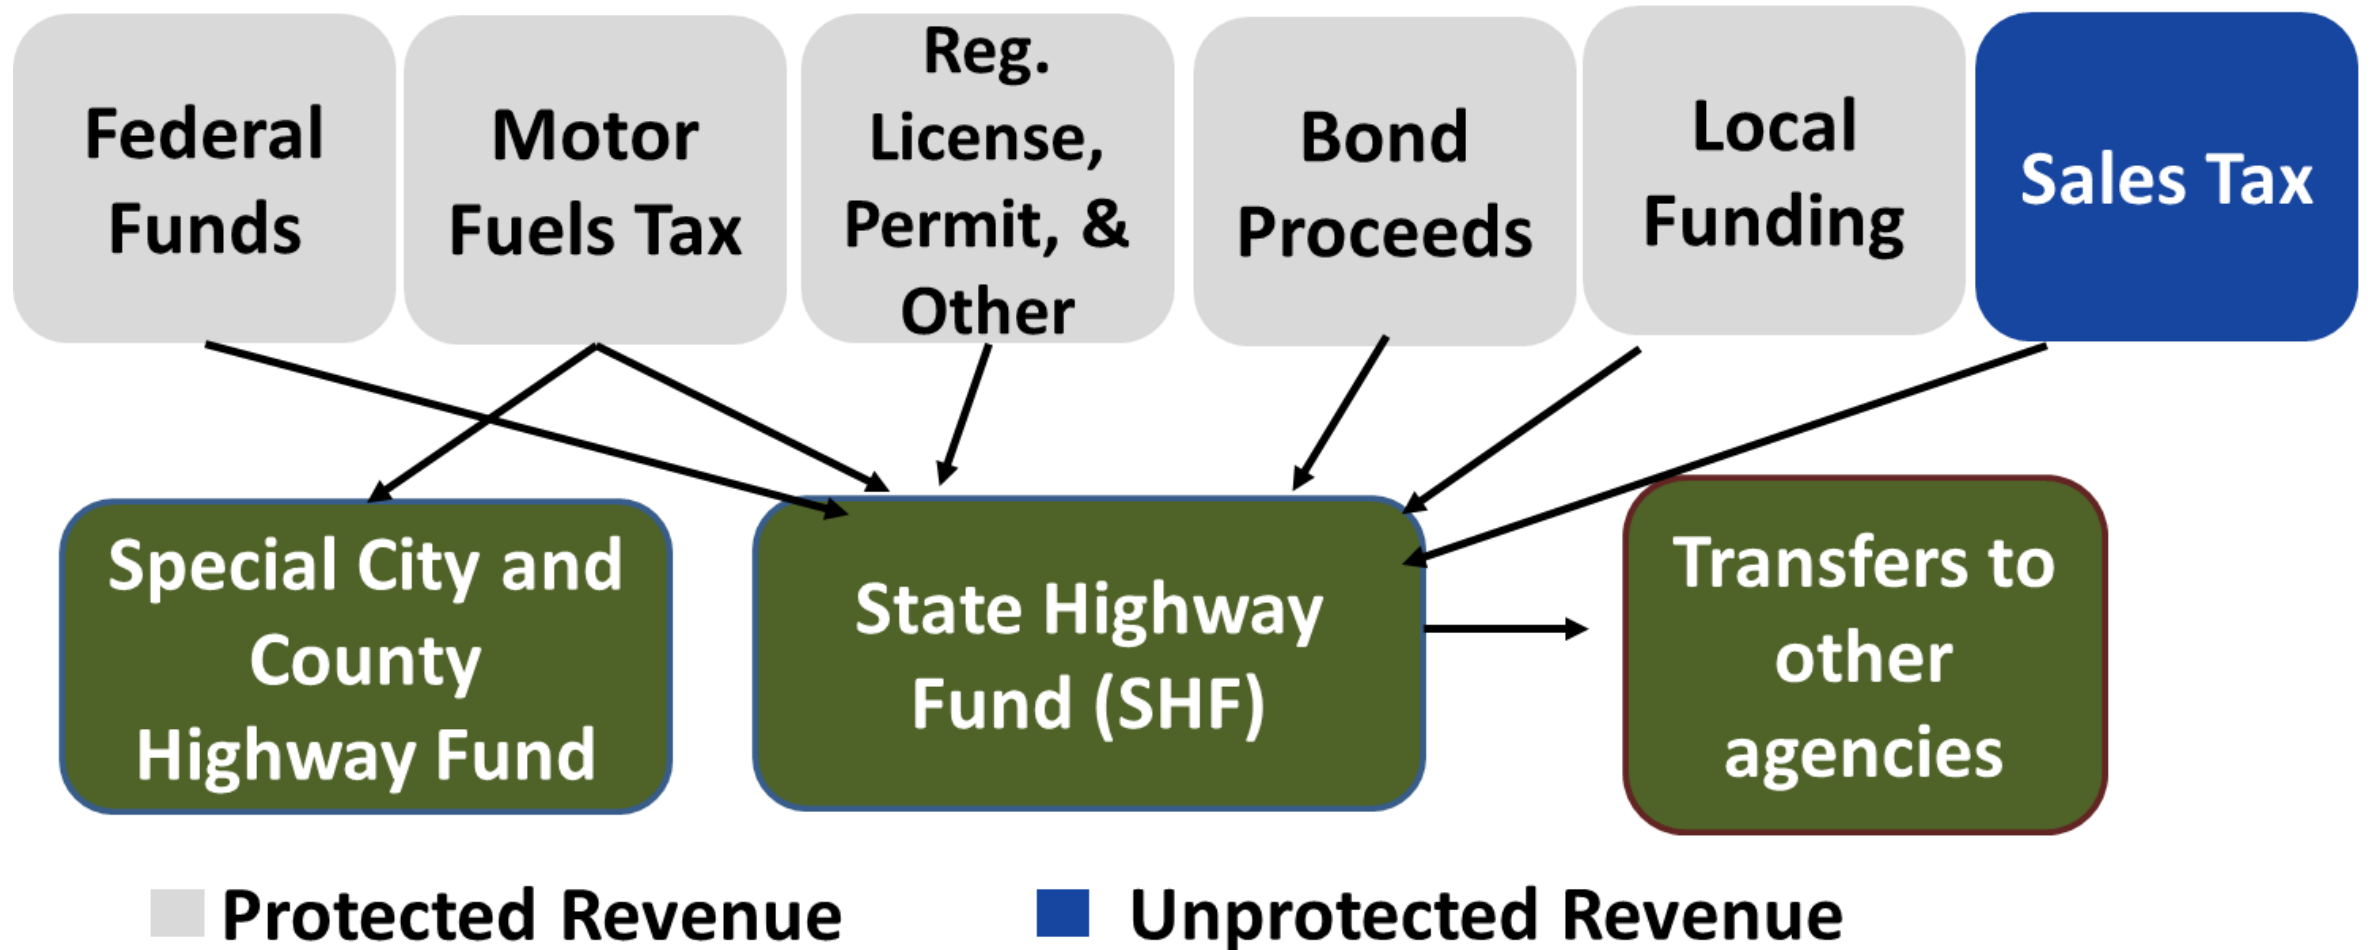 Federal
Funds
Motor
Fuels Tax
Reg.
License,
Permit, &
Other
Bond
Proceeds
Local
Funding
Sales Tax
Special City and
County
Highway Fund
State Highway
Fund (SHF)
Transfers to
other
agencies
Protected Revenue
Unprotected Revenue